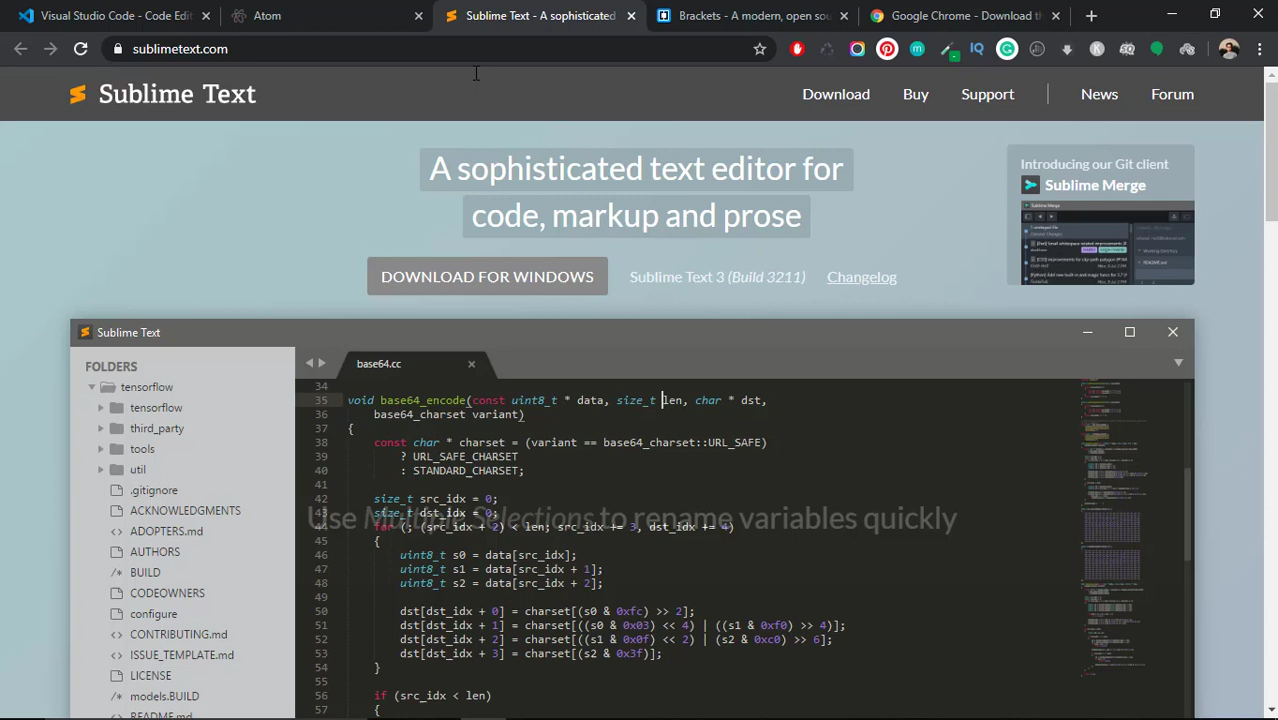 Visual Studio Code - Code Edit
Atom
Sublime Text - A sophisticated
Brackets - A modern, open sou
Google Chrome - Download th
sublimetext.com
Sublime Text
Download
Buy
Support
News
Forum
A sophisticated text editor for
code, markup and prose
Introducing our Git client
Sublime Merge
DOWNLOAD FOR WINDOWS
Sublime Text 3 (Build 3211)
Changelog
Sublime Text
FOLDERS
tensorflow
tensorflow
third_party
tools
util
.gitignore
ACKNOWLEDGMENTS
ADOPTERS.md
AUTHORS
/* BUILD
CODEOWNERS
configure
CONTRIBUTING.md
ISSUE_TEMPLATE.md
LICENSE
models.BUILD
README.md
base64.cc
34
35 void base64_encode(const uint8_t * data, size_t len, char * dst,
36 base64_charset variant)
37 {
38 const char * charset = (variant == base64_charset::URL_SAFE)
39 ? URL_SAFE_CHARSET
40 : STANDARD_CHARSET;
41
42 size_t src_idx = 0;
43 size_t dst_idx = 0;
44 for (; (src_idx + 2) < len; src_idx += 3, dst_idx += 4)
Use Multiple Selections to rename variables quickly
45 {
46 uint8_t s0 = data[src_idx];
47 uint8_t s1 = data[src_idx + 1];
48 uint8_t s2 = data[src_idx + 2];
49
50 dst[dst_idx + 0] = charset[(s0 & 0xfc) >> 2];
51 dst[dst_idx + 1] = charset[((s0 & 0x03) << 4) | ((s1 & 0xf0) >> 4)];
52 dst[dst_idx + 2] = charset[((s1 & 0x0f) << 2) | (s2 & 0xc0) >> 6];
53 dst[dst_idx + 3] = charset[(s2 & 0x3f)];
54 }
55
56 if (src_idx < len)
57 {